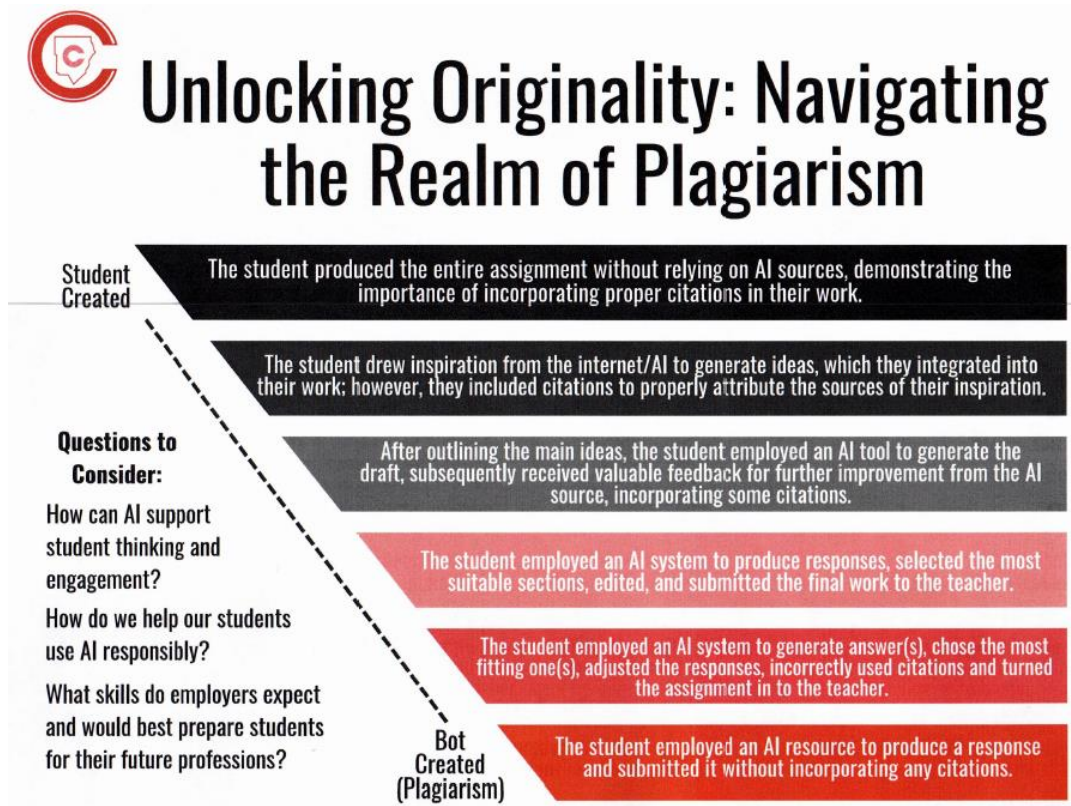 C
Unlocking Originality: Navigating
the Realm of Plagiarism
Student
Created
The student produced the entire assignment without relying on AI sources, demonstrating the
importance of incorporating proper citations in their work.
The student drew inspiration from the internet/AI to generate ideas, which they integrated into
their work; however, they included citations to properly attribute the sources of their inspiration.
After outlining the main ideas, the student employed an AI tool to generate the
draft, subsequently received valuable feedback for further improvement from the AI
source, incorporating some citations.
The student employed an AI system to produce responses, selected the most
suitable sections, edited, and submitted the final work to the teacher.
The student employed an AI system to generate answer(s), chose the most
fitting one(s), adjusted the responses, incorrectly used citations and turned
the assignment in to the teacher.
The student employed an AI resource to produce a response
and submitted it without incorporating any citations.
Bot
Created
(Plagiarism)
Questions to
Consider:
How can AI support
student thinking and
engagement?
How do we help our students
use AI responsibly?
What skills do employers expect
and would best prepare students
for their future professions?